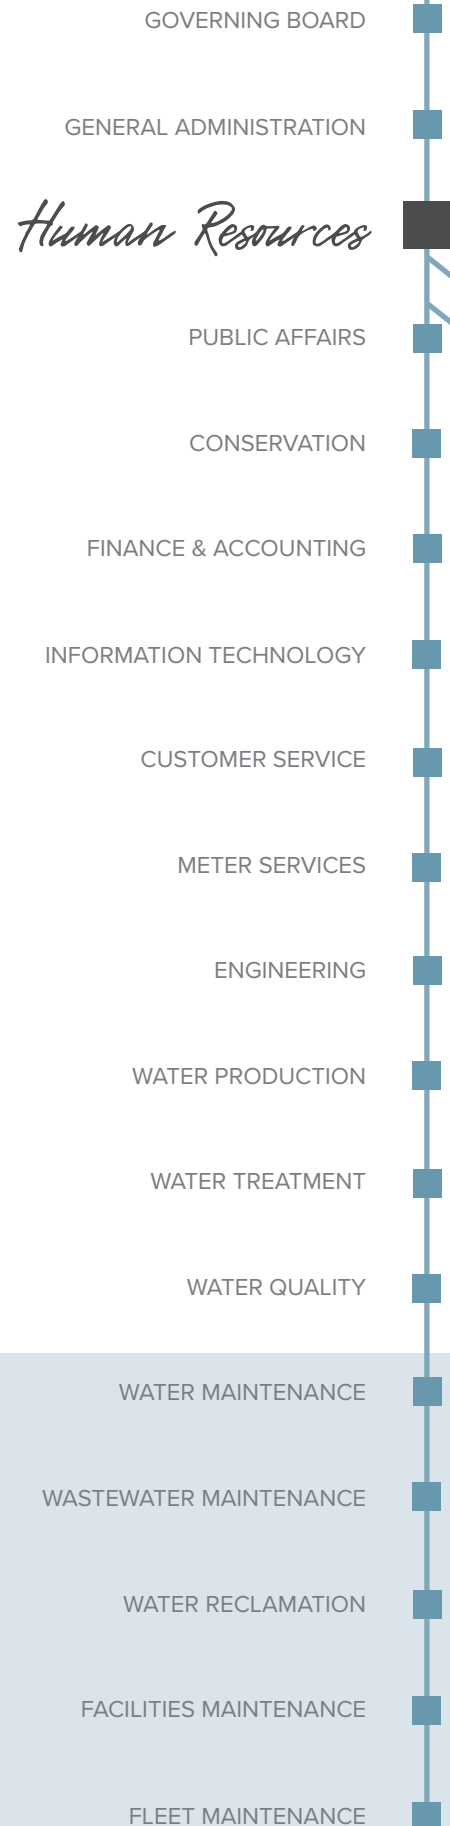 GOVERNING BOARD
GENERAL ADMINISTRATION
Human Resources
PUBLIC AFFAIRS
CONSERVATION
FINANCE & ACCOUNTING
INFORMATION TECHNOLOGY
CUSTOMER SERVICE
METER SERVICES
ENGINEERING
WATER PRODUCTION
WATER TREATMENT
WATER QUALITY
WATER MAINTENANCE
WASTEWATER MAINTENANCE
WATER RECLAMATION
FACILITIES MAINTENANCE
FLEET MAINTENANCE